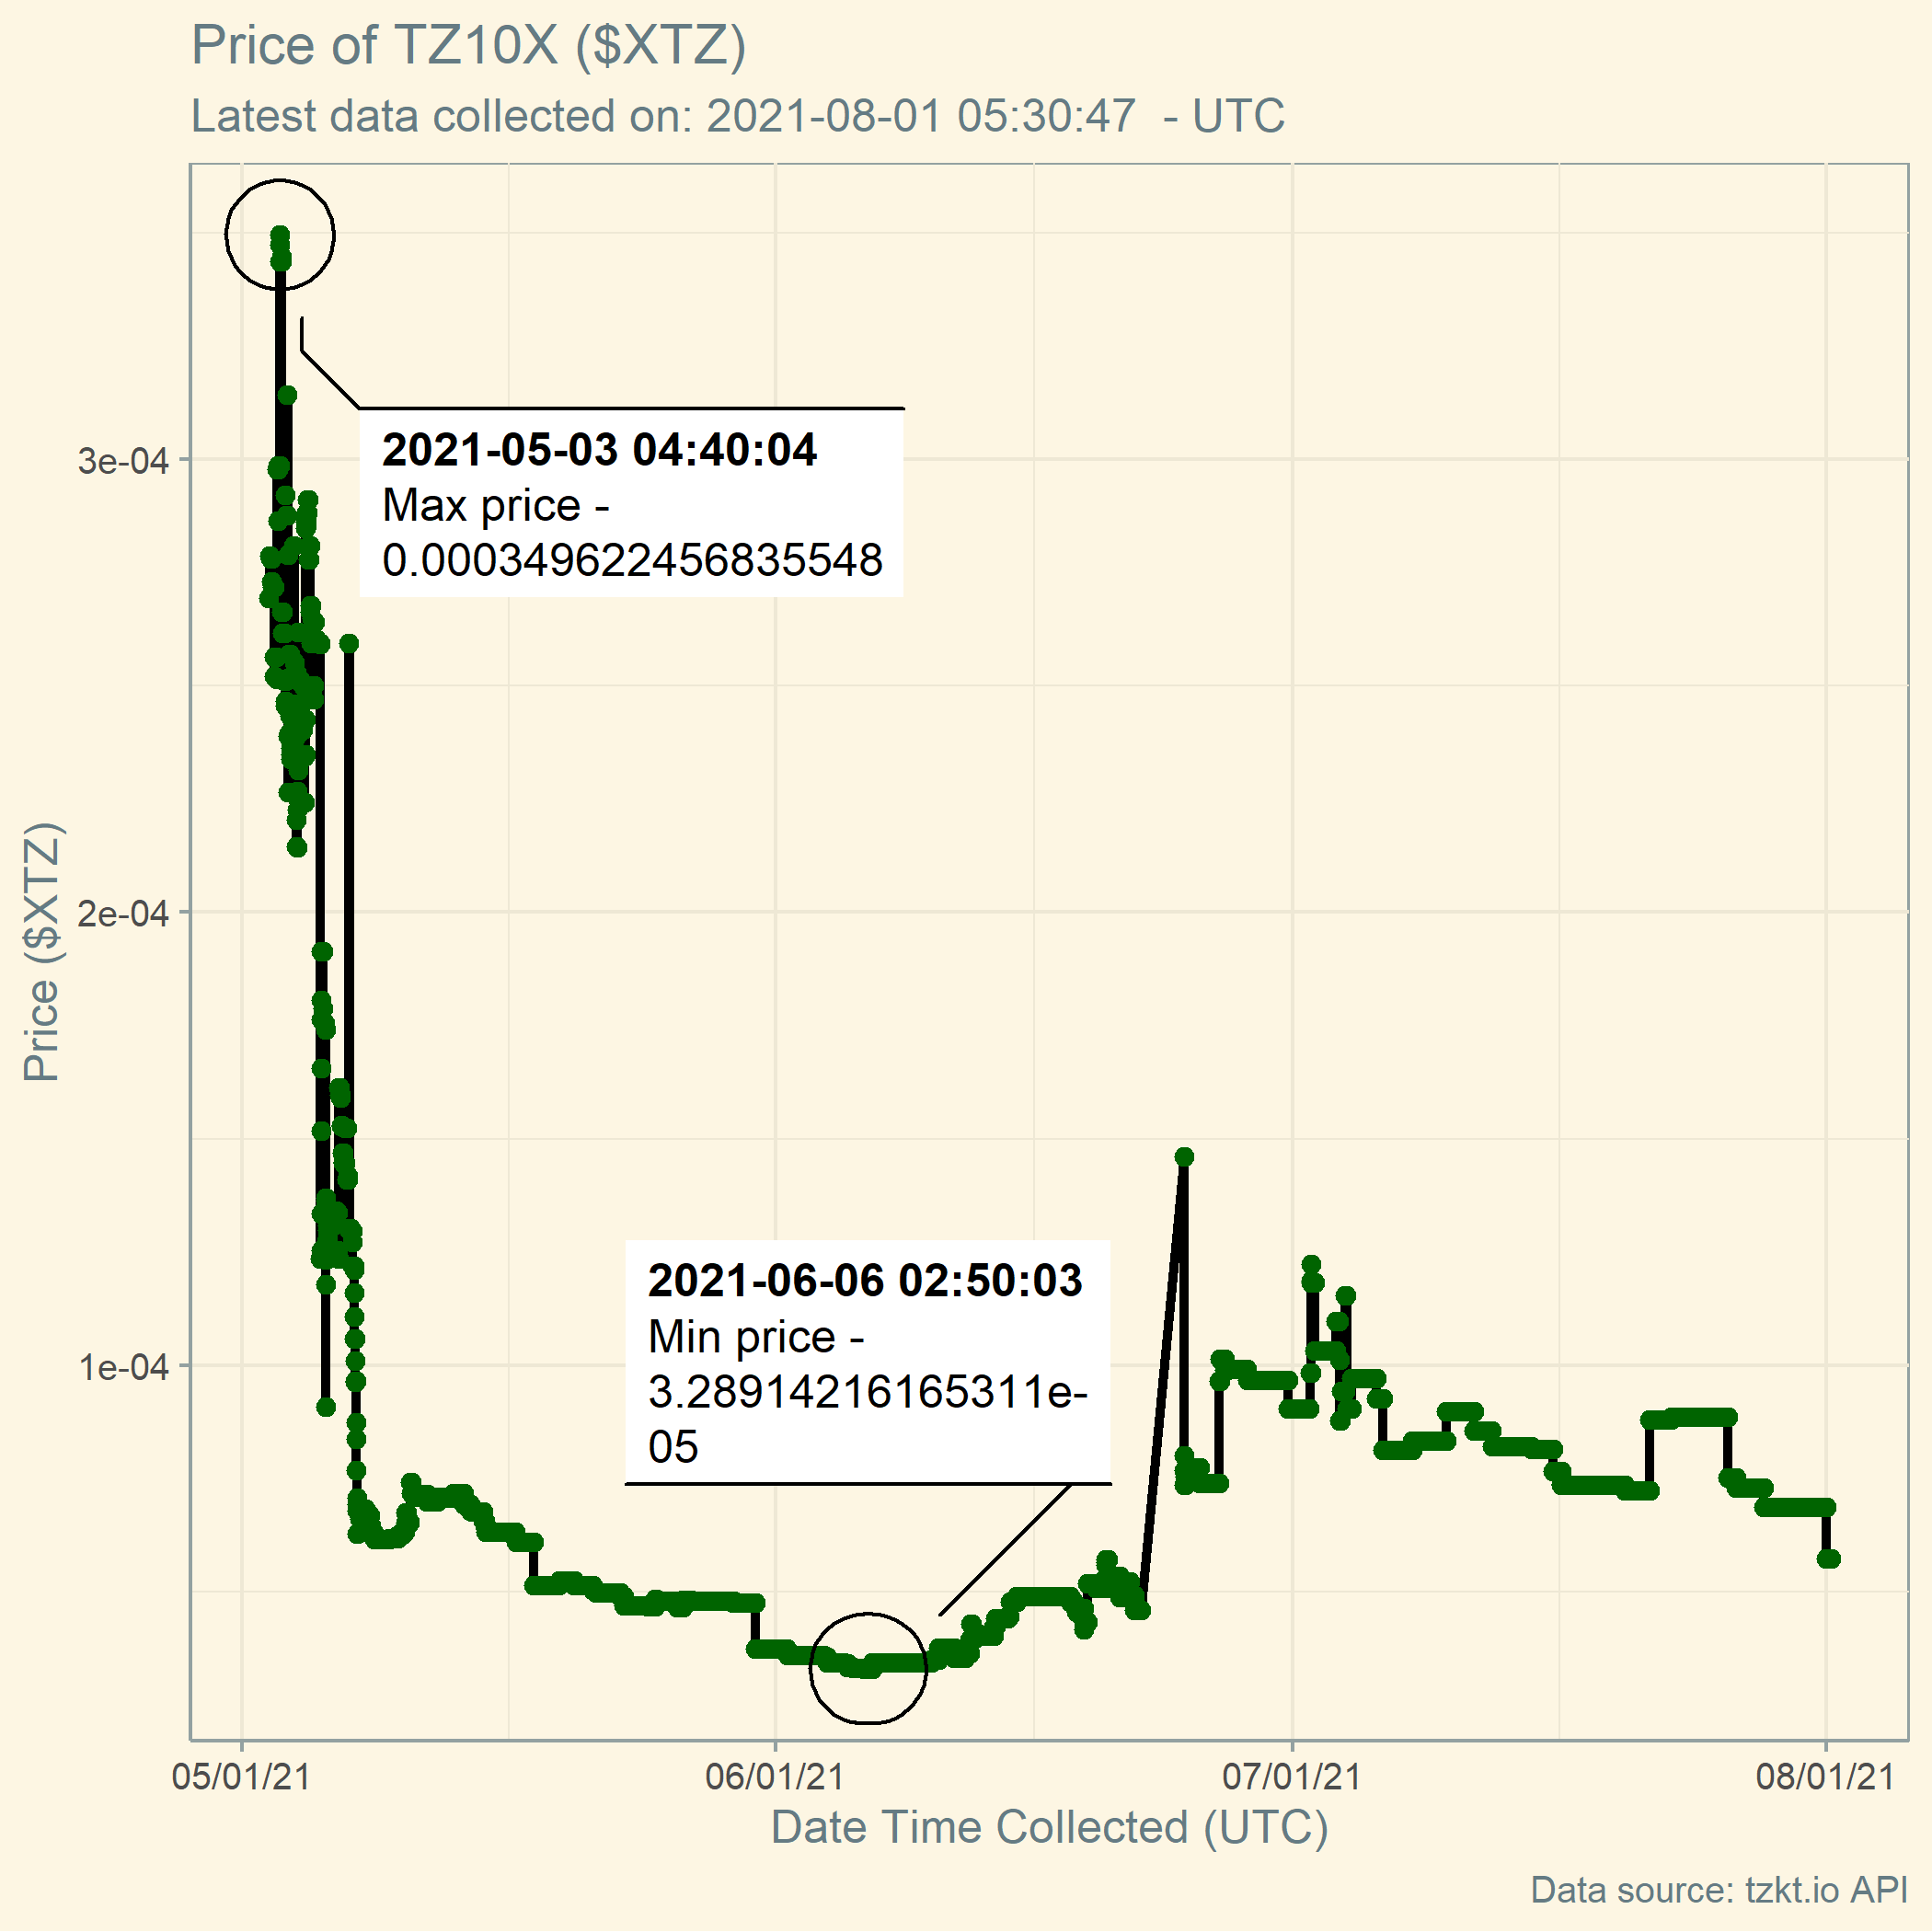 Price of TZ10X ($XTZ)
Latest data collected on: 2021-08-01 05:30:47  - UTC
2021-05-03 04:40:04
Max price -
0.000349622456835548
3e-04
2e-04
1e-04
Price ($XTZ)
2021-06-06 02:50:03
Min price -
3.28914216165311e-
05
05/01/21
06/01/21
07/01/21
08/01/21
Date Time Collected (UTC)
Data source: tzkt.io API